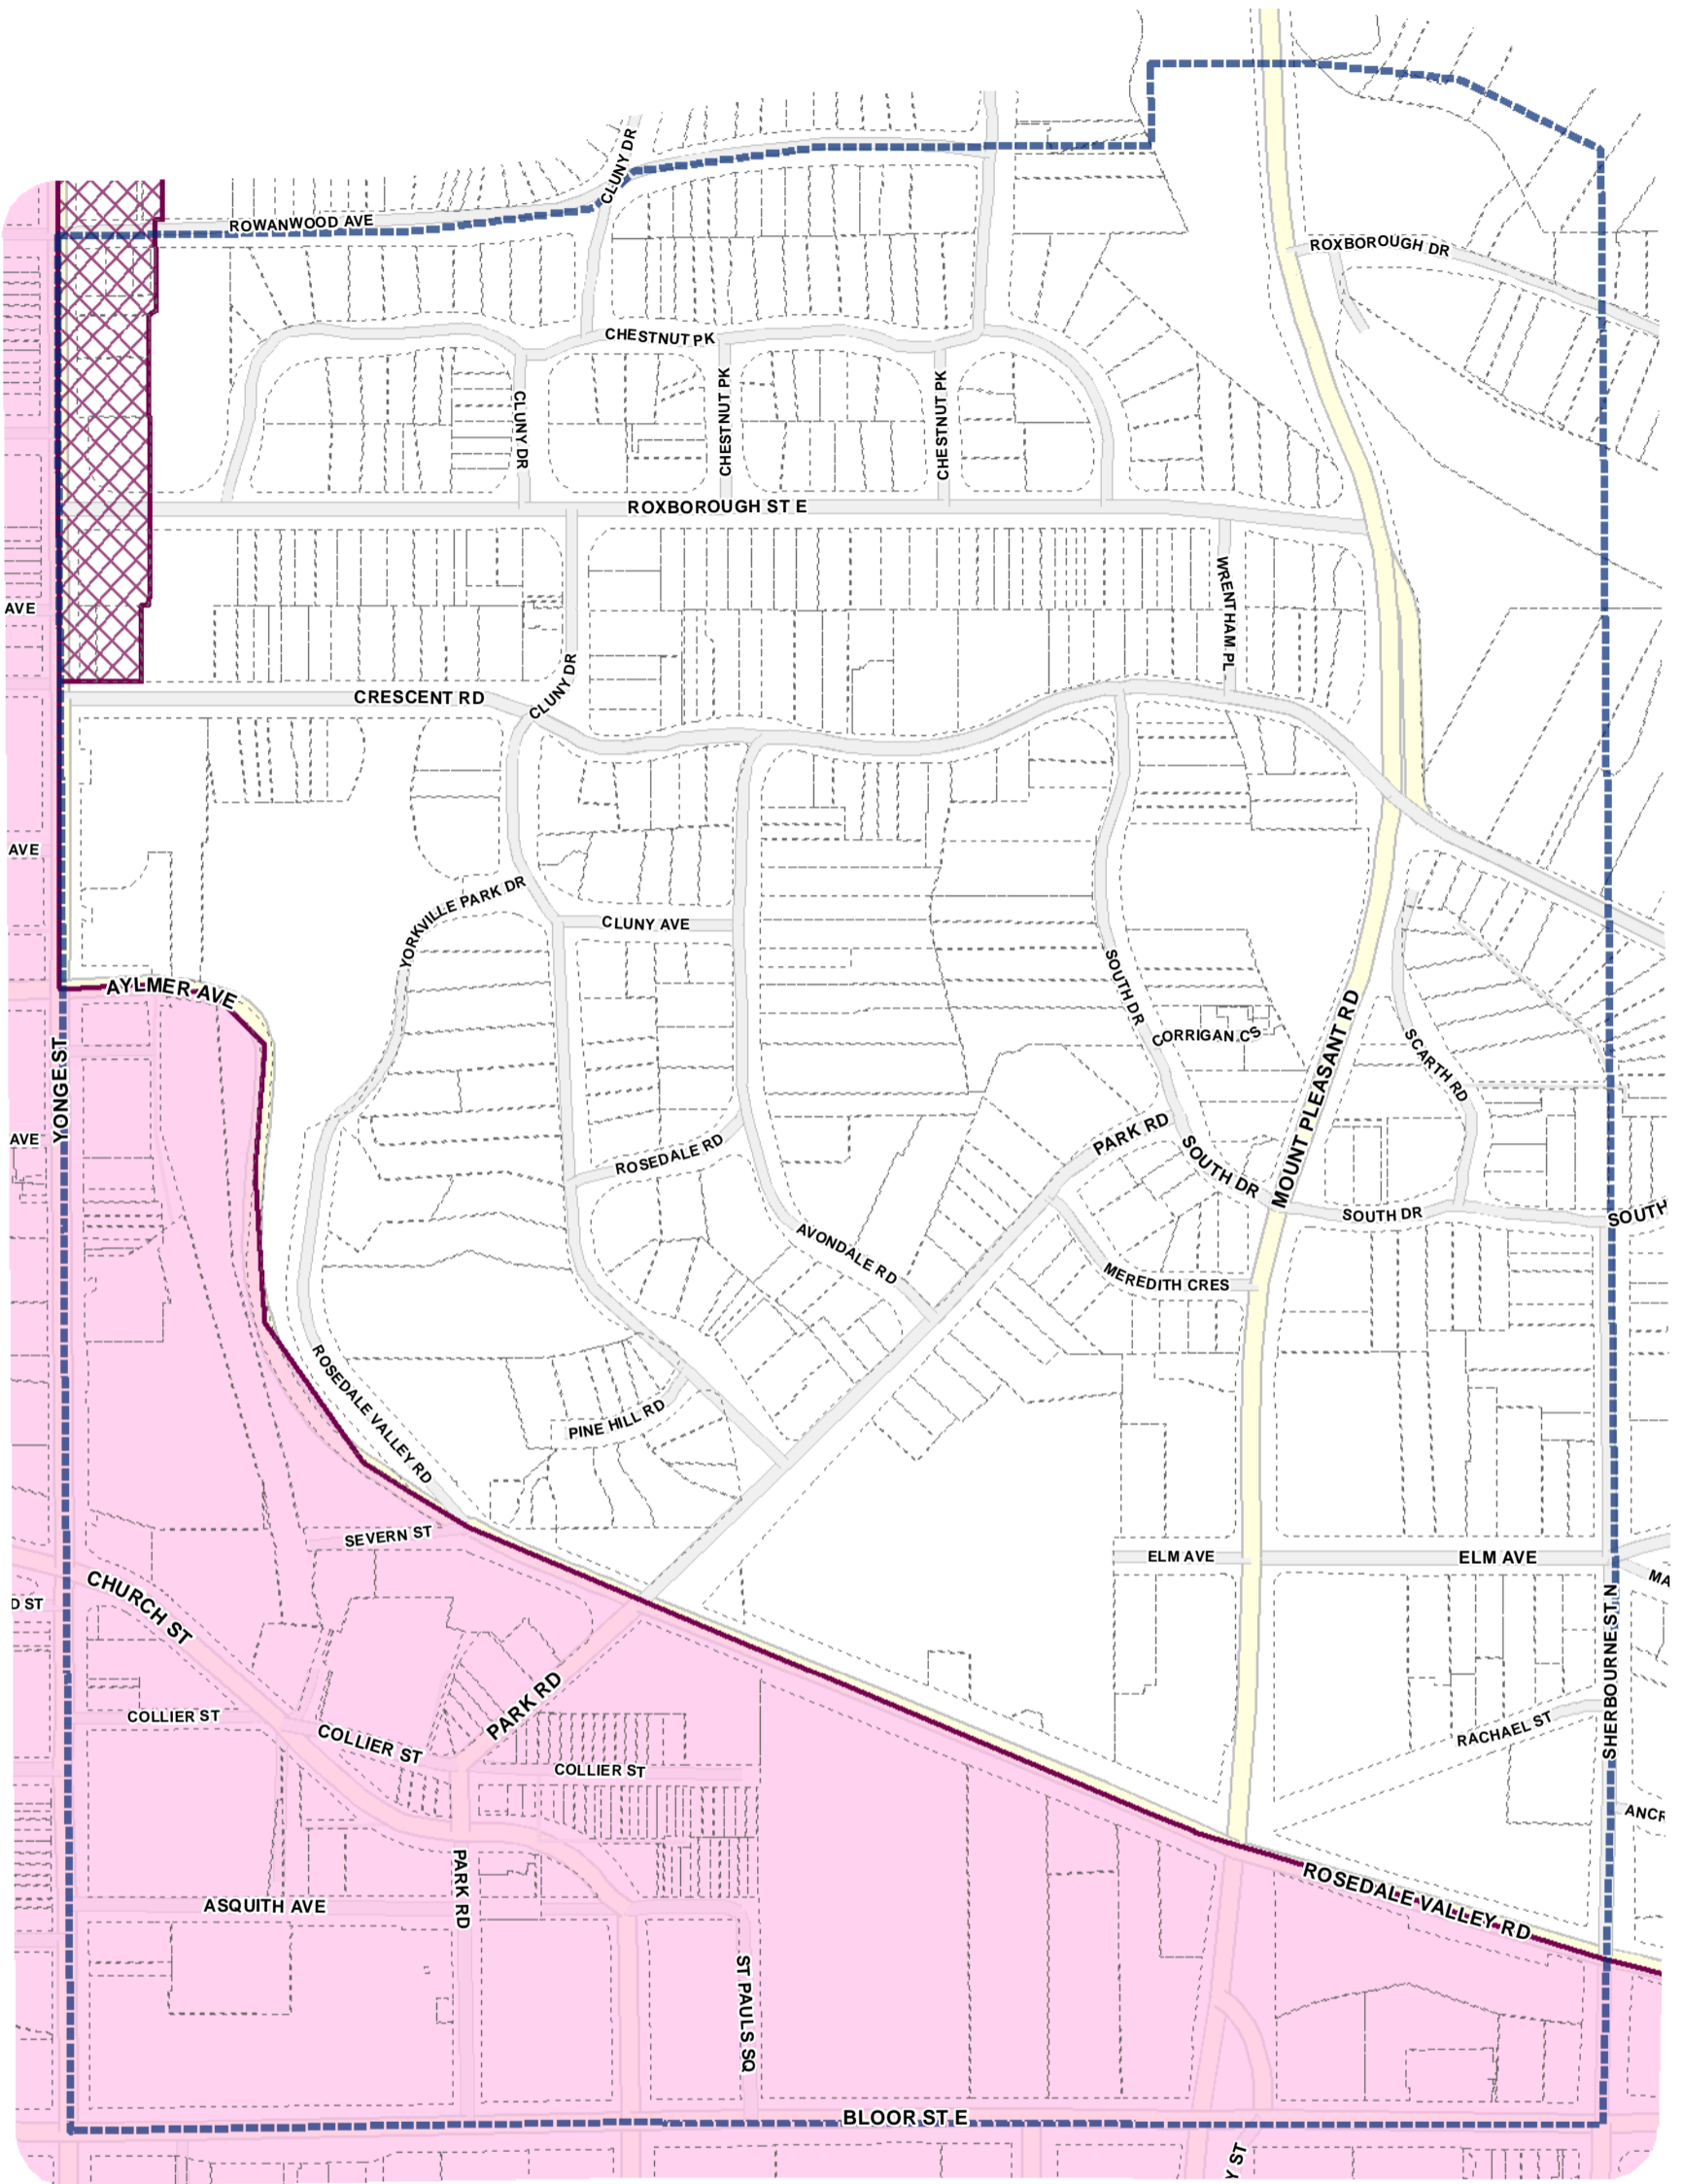 CLUNY DR
ROWANWOOD AVE
ROXBOROUGH DR
CHESTNUT PK
CLUNY DR
CHESTNUT PK
CHESTNUT PK
ROXBOROUGH ST E
WRENTHAM PL
AVE
CRESCENT RD
CLUNY DR
AVE
YORKVILLE PARK DR
CLUNY AVE
SOUTH DR
AYLMER AVE
CORRIGAN CS
MOUNT PLEASANT RD
SCARTH RD
YONGE ST
AVE
ROSEDALE RD
PARK RD
SOUTH DR
SOUTH DR
SOUTH
AVONDALE RD
MEREDITH CRES
ROSEDALE VALLEY RD
PINE HILL RD
SEVERN ST
ELM AVE
ELM AVE
MA
CHURCH ST
D ST
SHERBOURNE ST N
PARK RD
COLLIER ST
COLLIER ST
COLLIER ST
RACHAEL ST
ANCR
PARK RD
ROSEDALE VALLEY RD
ASQUITH AVE
ST PAULS SQ
BLOOR ST E
Y ST